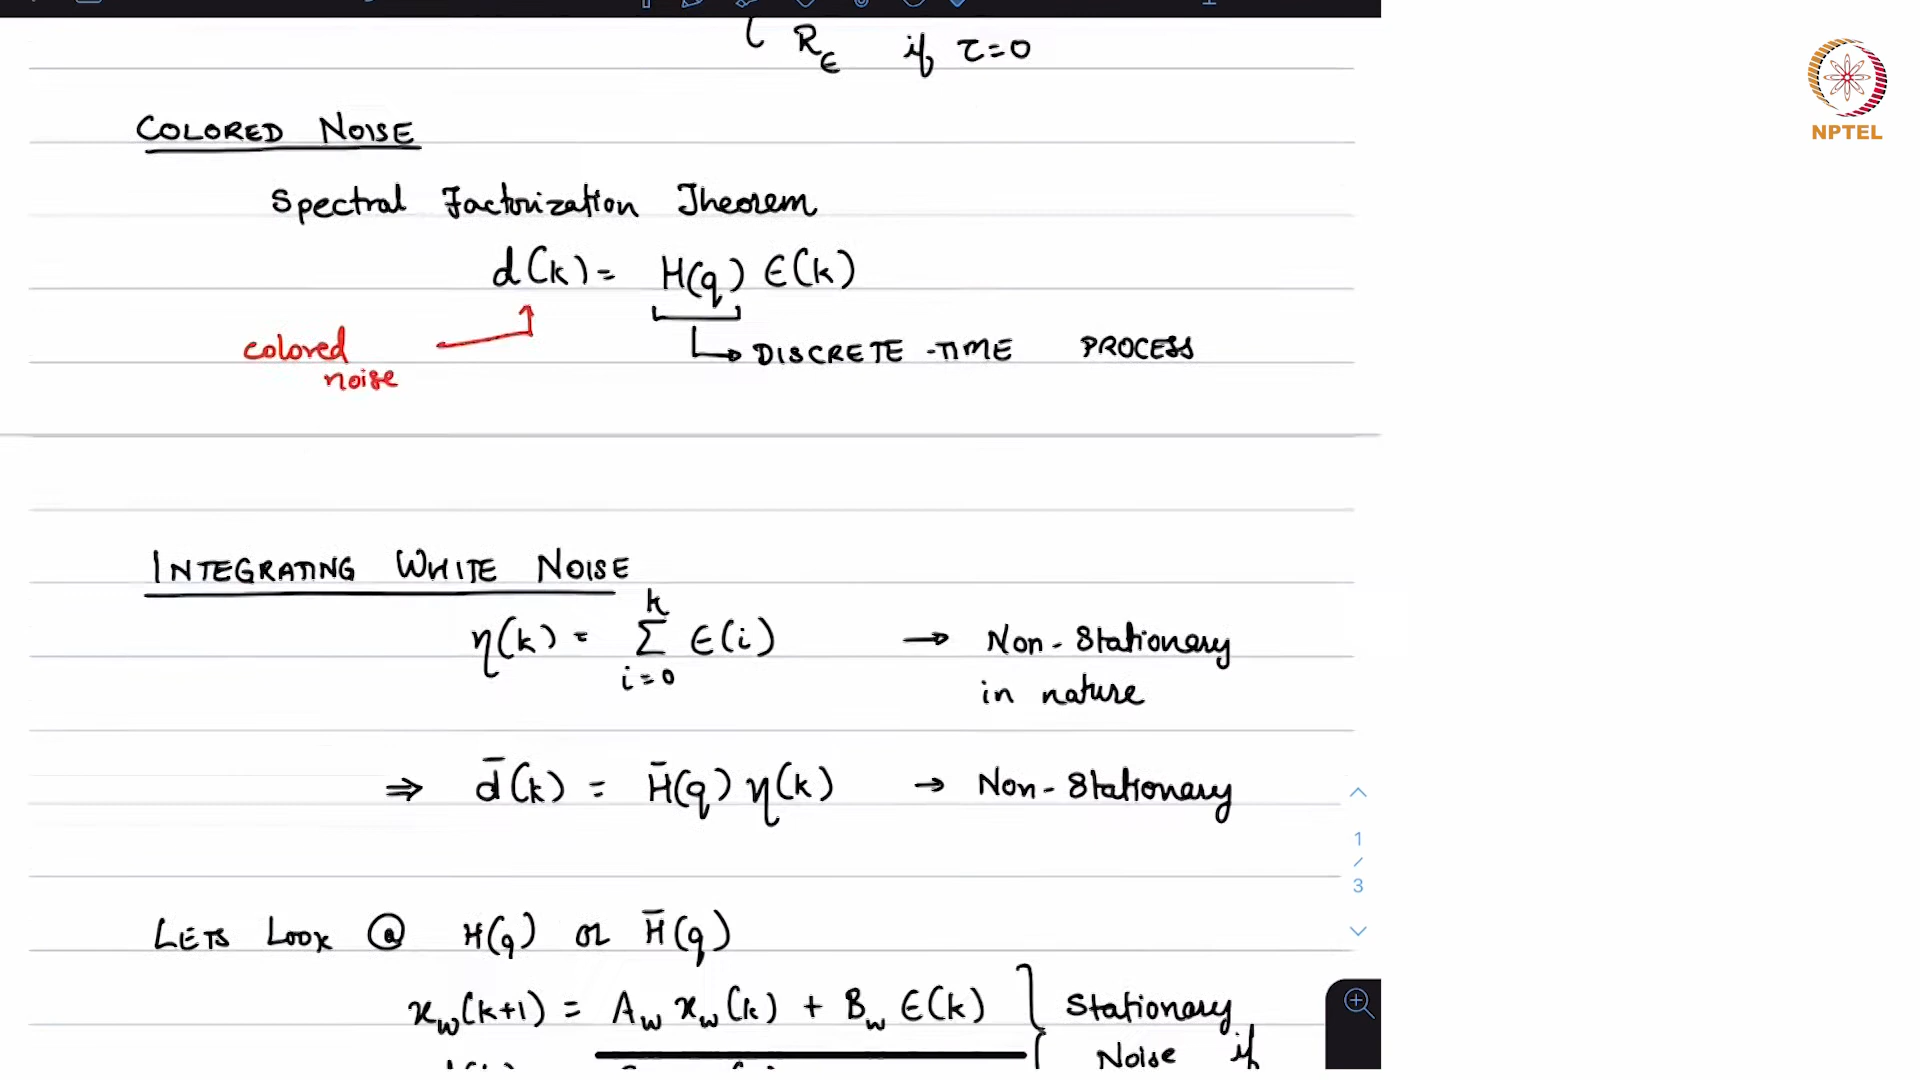 R_ε if τ=0
NPTEL
COLORED NOISE
Spectral Factorization Theorem
d(k) = H(q) ε(k)
colored noise
DISCRETE-TIME PROCESS
INTEGRATING WHITE NOISE
η(k) = Σ_{i=0}^{k} ε(i) → Non-Stationary
in nature
⇒ d̄(k) = H̄(q) η(k) → Non-Stationary
1
/
3
LETS LOOK @ H(q) or H̄(q)
x_w(k+1) = A_w x_w(k) + B_w ε(k) } Stationary
Noise if